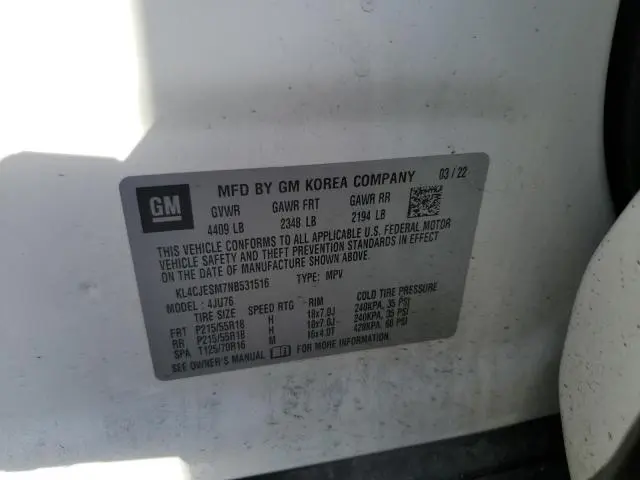 GM
MFD BY GM KOREA COMPANY 03/22
GVWR GAWR FRT GAWR RR
4409 LB 2348 LB 2194 LB
THIS VEHICLE CONFORMS TO ALL APPLICABLE U.S. FEDERAL MOTOR
VEHICLE SAFETY AND THEFT PREVENTION STANDARDS IN EFFECT
ON THE DATE OF MANUFACTURE SHOWN ABOVE.
KL4CJESM7NB531516 TYPE: MPV
MODEL: 4JU76
TIRE SIZE SPEED RTG RIM COLD TIRE PRESSURE
FRT P215/55R18 H 18x7.0J 240KPA, 35 PSI
RR P215/55R18 H 18x7.0J 240KPA, 35 PSI
SPA T125/70R16 M 16x4.0T 420KPA, 60 PSI
SEE OWNER'S MANUAL FOR MORE INFORMATION.